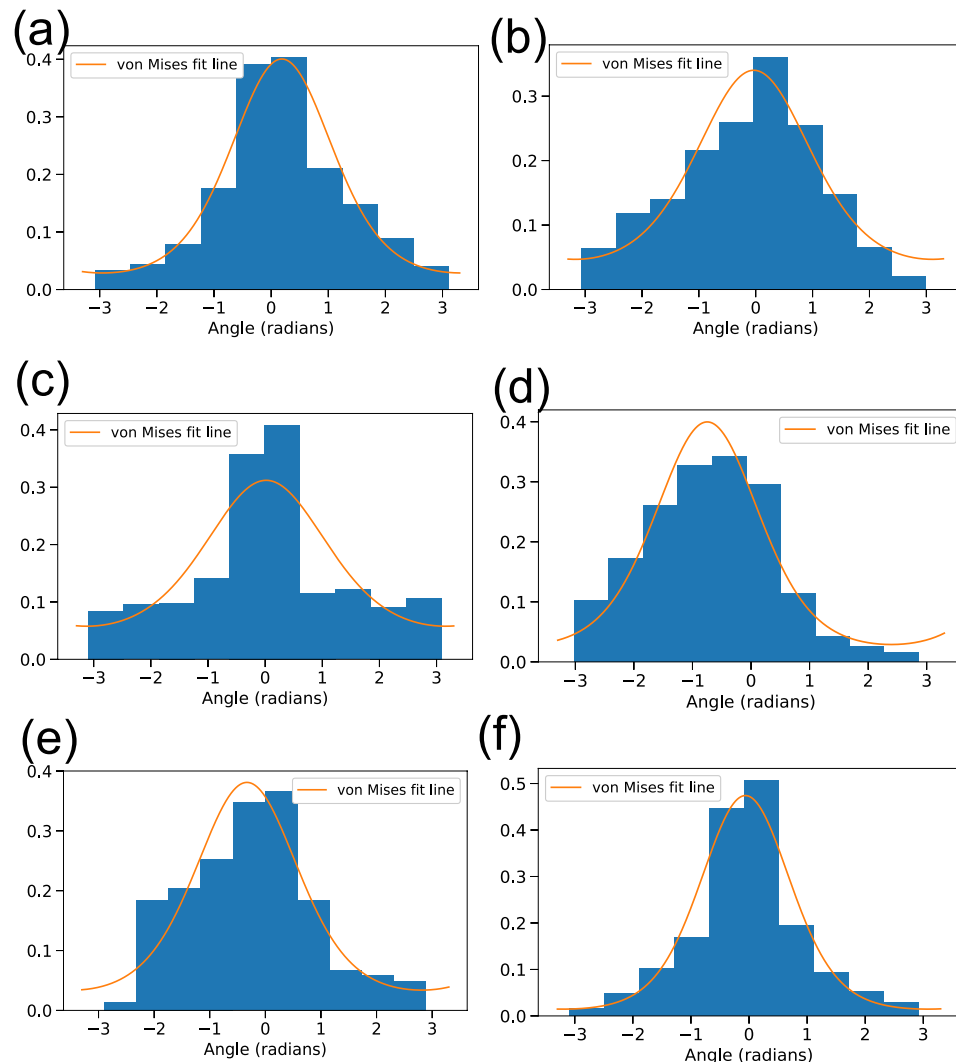 (a)
von Mises fit line
0.4
0.3
0.2
0.1
0.0
−3 −2 −1 0 1 2 3
Angle (radians)
(b)
von Mises fit line
0.3
0.2
0.1
0.0
−3 −2 −1 0 1 2 3
Angle (radians)
(c)
von Mises fit line
0.4
0.3
0.2
0.1
0.0
−3 −2 −1 0 1 2 3
Angle (radians)
(d)
von Mises fit line
0.4
0.3
0.2
0.1
0.0
−3 −2 −1 0 1 2 3
Angle (radians)
(e)
von Mises fit line
0.4
0.3
0.2
0.1
0.0
−3 −2 −1 0 1 2 3
Angle (radians)
(f)
von Mises fit line
0.5
0.4
0.3
0.2
0.1
0.0
−3 −2 −1 0 1 2 3
Angle (radians)